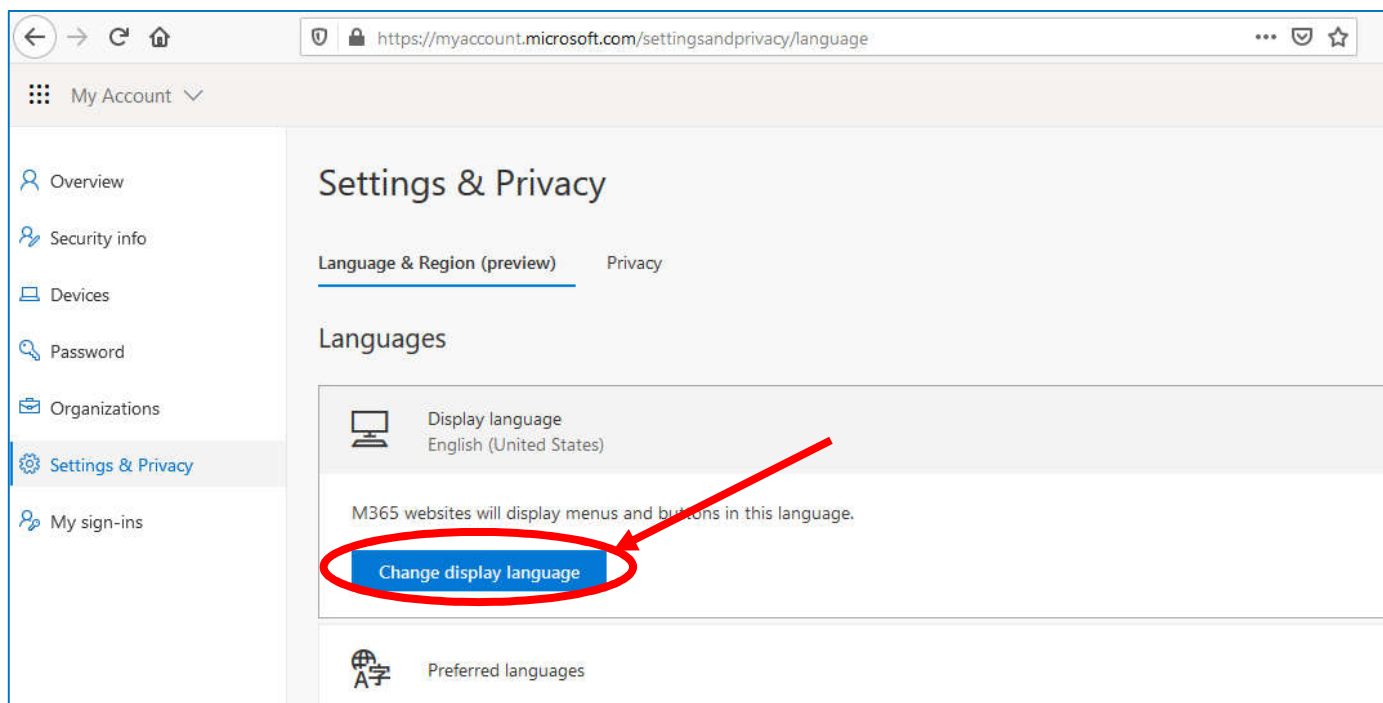 https://myaccount.microsoft.com/settingsandprivacy/language
My Account
Overview
Security info
Devices
Password
Organizations
Settings & Privacy
My sign-ins
Settings & Privacy
Language & Region (preview) Privacy
Languages
Display language
English (United States)
M365 websites will display menus and buttons in this language.
Change display language
A字
Preferred languages